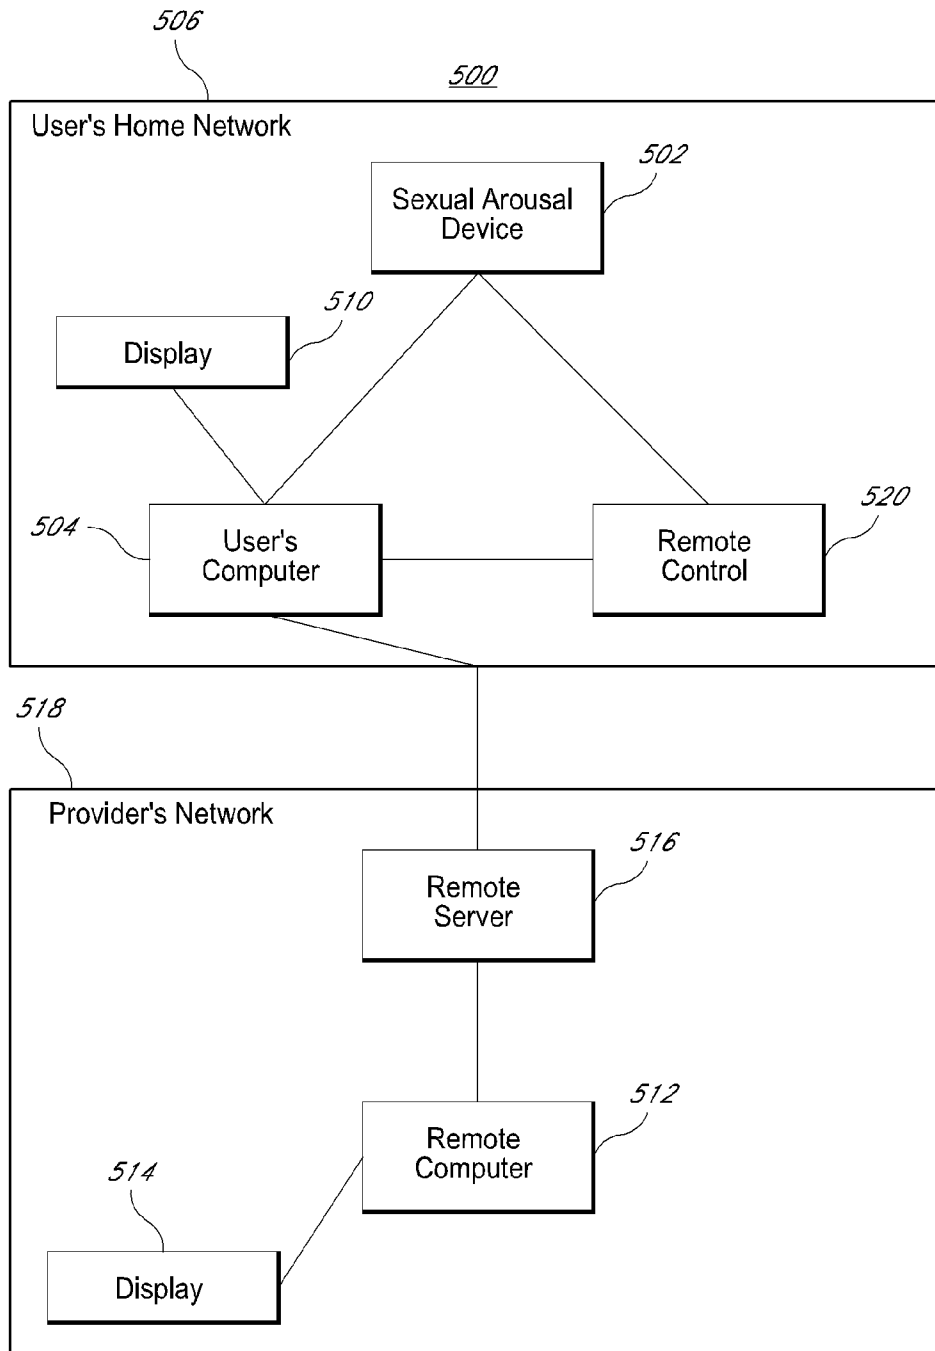 506
500
User's Home Network
502
Sexual Arousal
Device
510
Display
504
User's
Computer
520
Remote
Control
518
Provider's Network
516
Remote
Server
512
Remote
Computer
514
Display